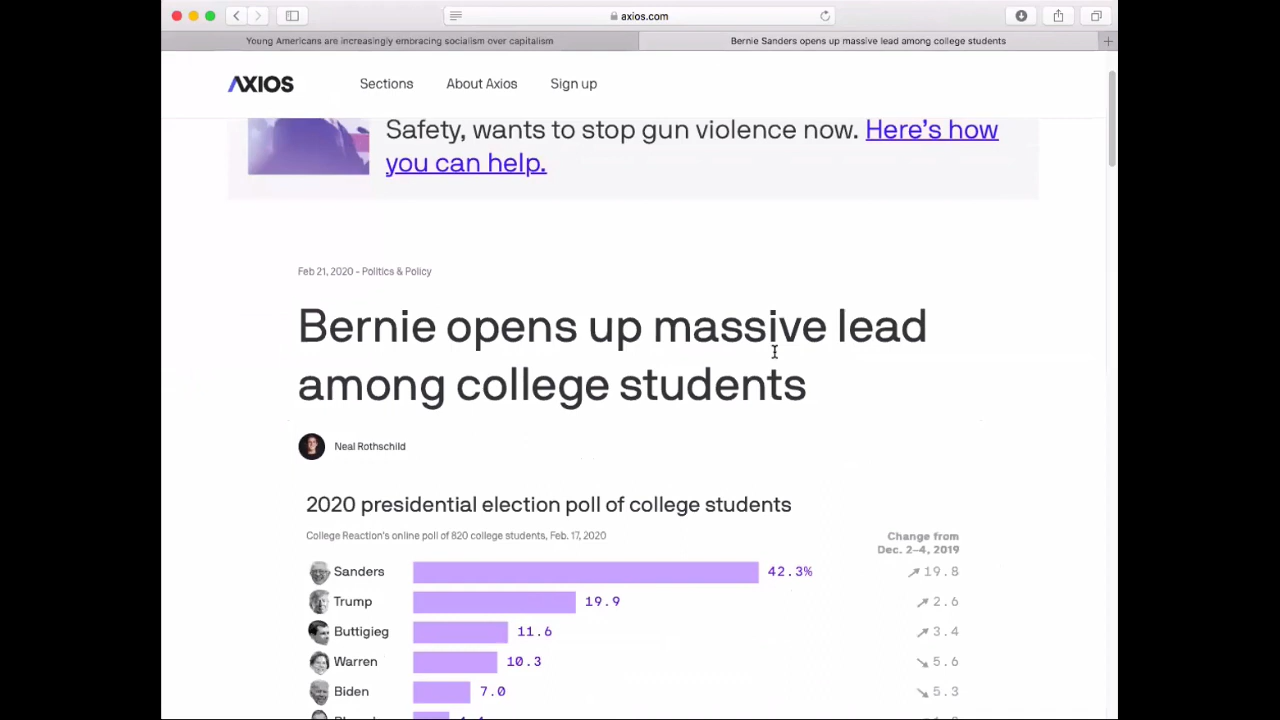 axios.com
Young Americans are increasingly embracing socialism over capitalism
Bernie Sanders opens up massive lead among college students
AXIOS
Sections
About Axios
Sign up
Safety, wants to stop gun violence now. Here's how
you can help.
Feb 21, 2020 - Politics & Policy
Bernie opens up massive lead
among college students
Neal Rothschild
2020 presidential election poll of college students
College Reaction's online poll of 820 college students, Feb. 17, 2020
Change from
Dec. 2–4, 2019
Sanders 42.3% 19.8
Trump 19.9 2.6
Buttigieg 11.6 3.4
Warren 10.3 5.6
Biden 7.0 5.3